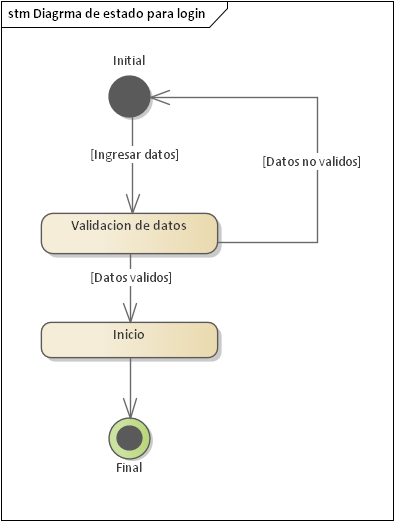 stm Diagrma de estado para login
Initial
[Ingresar datos]
[Datos no validos]
Validacion de datos
[Datos validos]
Inicio
Final